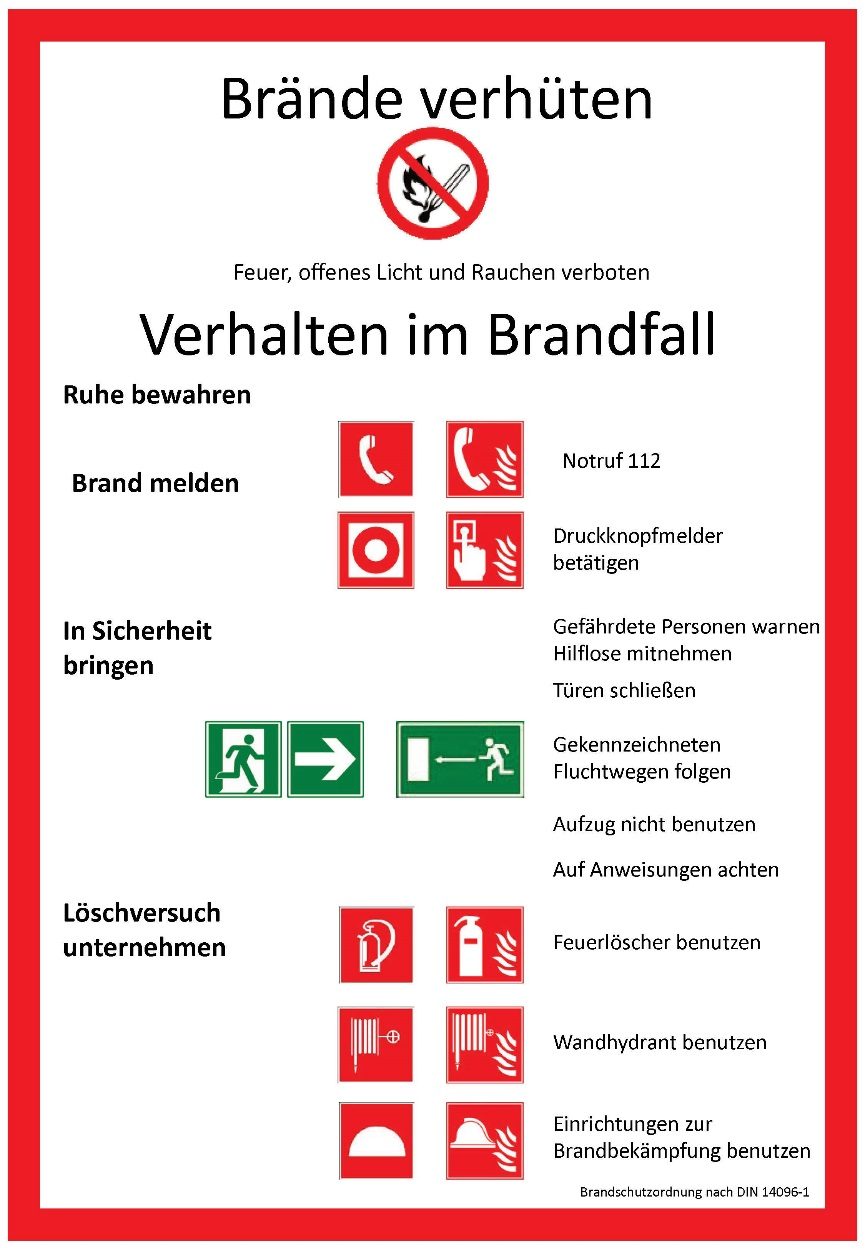 Brände verhüten
Feuer, offenes Licht und Rauchen verboten
Verhalten im Brandfall
Ruhe bewahren
Brand melden
Notruf 112
Druckknopfmelder
betätigen
In Sicherheit
bringen
Gefährdete Personen warnen
Hilflose mitnehmen
Türen schließen
Gekennzeichneten
Fluchtwegen folgen
Aufzug nicht benutzen
Auf Anweisungen achten
Löschversuch
unternehmen
Feuerlöscher benutzen
Wandhydrant benutzen
Einrichtungen zur
Brandbekämpfung benutzen
Brandschutzordnung nach DIN 14096-1